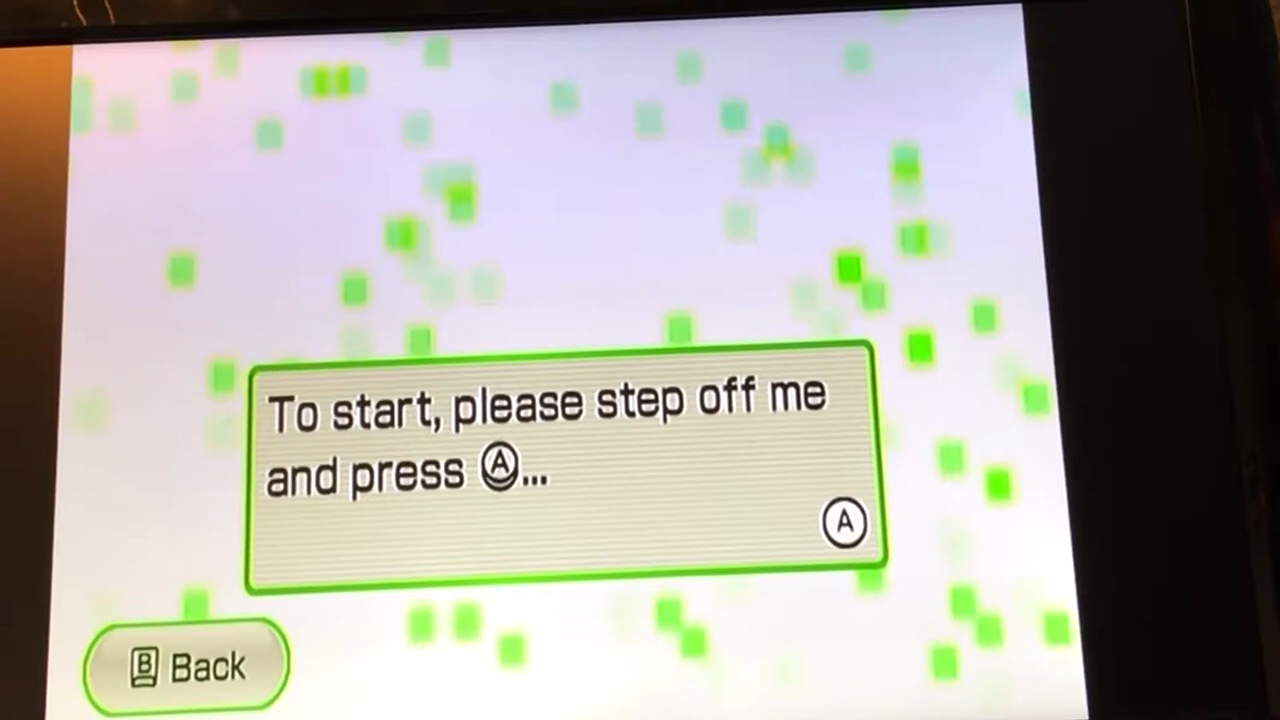 To start, please step off me
and press Ⓐ...
Ⓐ
B Back